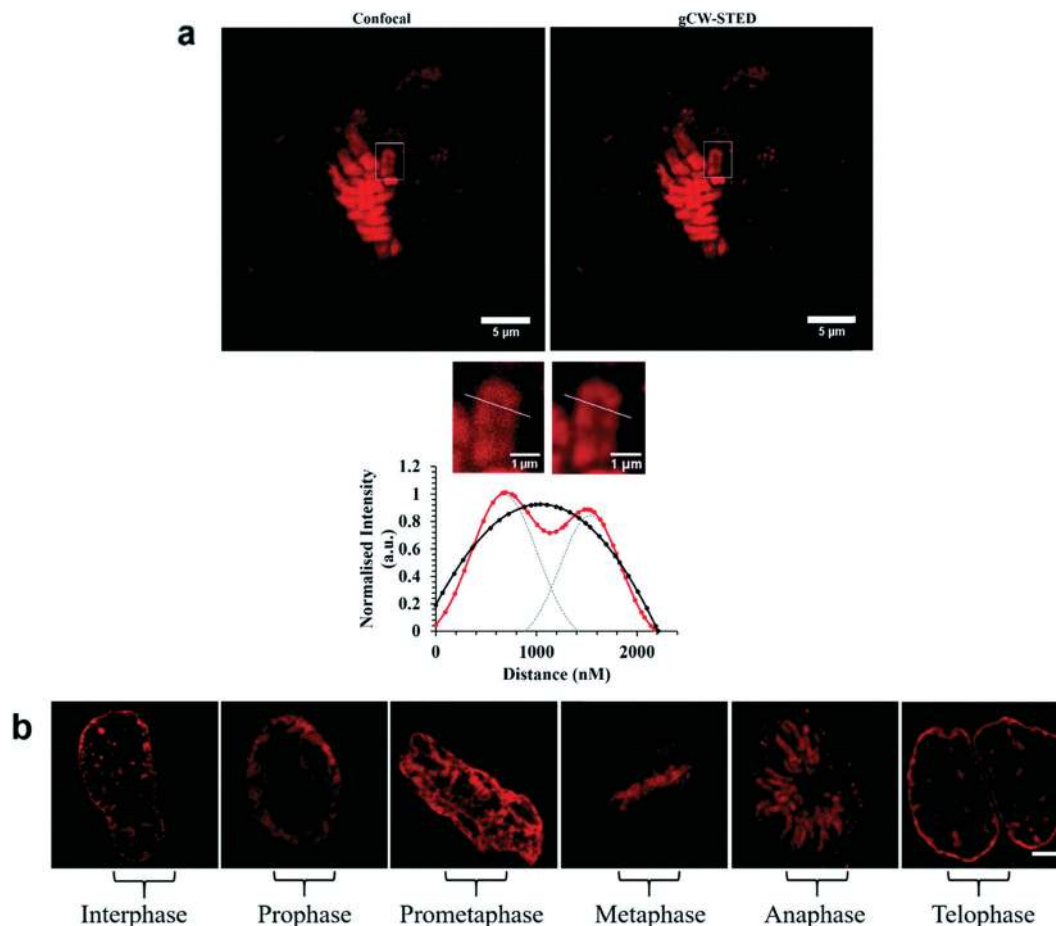 a
Confocal
gCW-STED
5 µm
5 µm
1 µm
1 µm
1.2
1
0.8
0.6
0.4
0.2
0
Normalised Intensity
(a.u.)
0
1000
2000
Distance (nM)
b
Interphase
Prophase
Prometaphase
Metaphase
Anaphase
Telophase